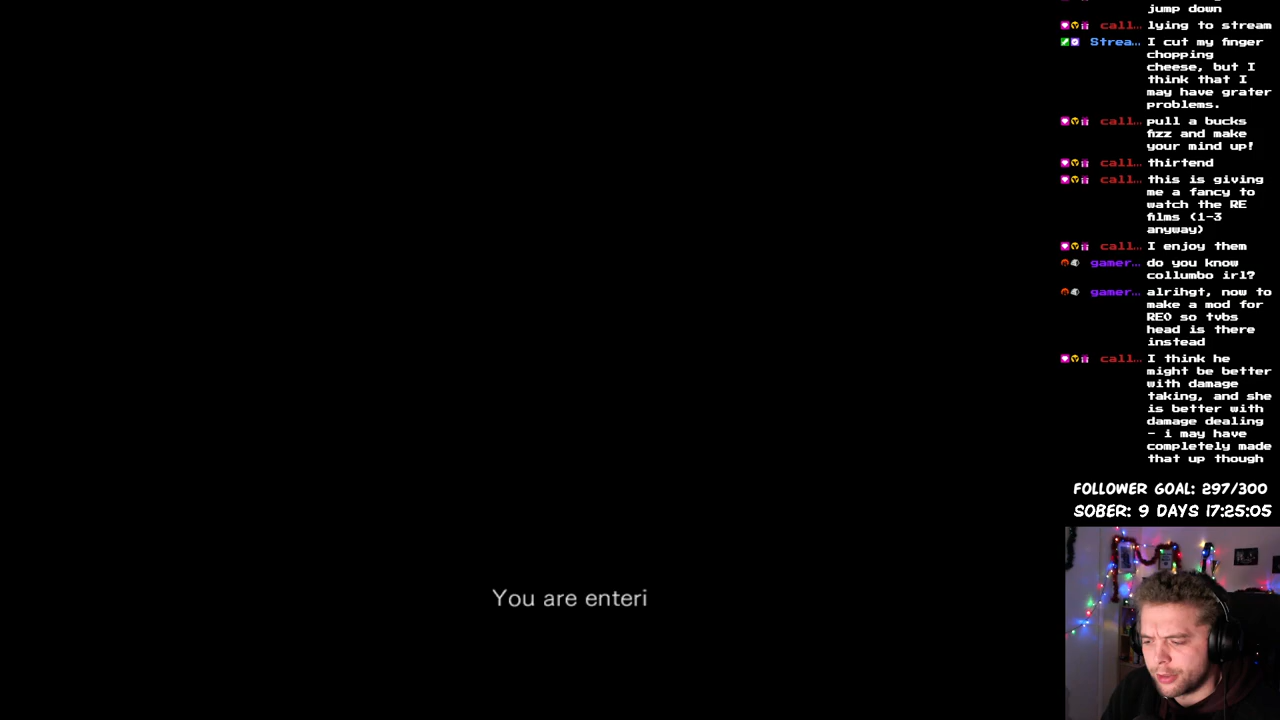 jump down
call... lying to stream
Strea... I cut my finger
chopping
cheese, but I
think that I
may have grater
problems.
call... pull a bucks
fizz and make
your mind up!
call... thirtend
call... this is giving
me a fancy to
watch the RE
films (1-3
anyway)
call... I enjoy them
gamer... do you know
collumbo irl?
gamer... alrihgt, now to
make a mod for
RE0 so tvbs
head is there
instead
call... I think he
might be better
with damage
taking, and she
is better with
damage dealing
- i may have
completely made
that up though
FOLLOWER GOAL: 297/300
SOBER: 9 DAYS 17:25:05
You are enteri